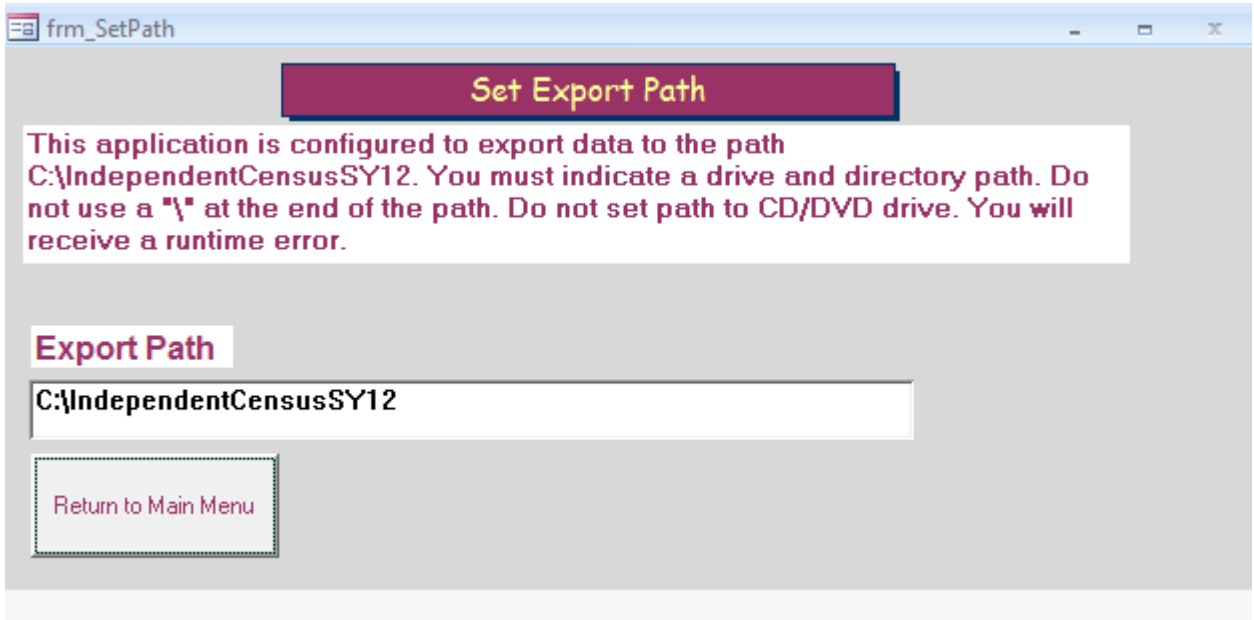 frm_SetPath
Set Export Path
This application is configured to export data to the path
C:\IndependentCensusSY12. You must indicate a drive and directory path. Do
not use a "\" at the end of the path. Do not set path to CD/DVD drive. You will
receive a runtime error.
Export Path
C:\IndependentCensusSY12
Return to Main Menu